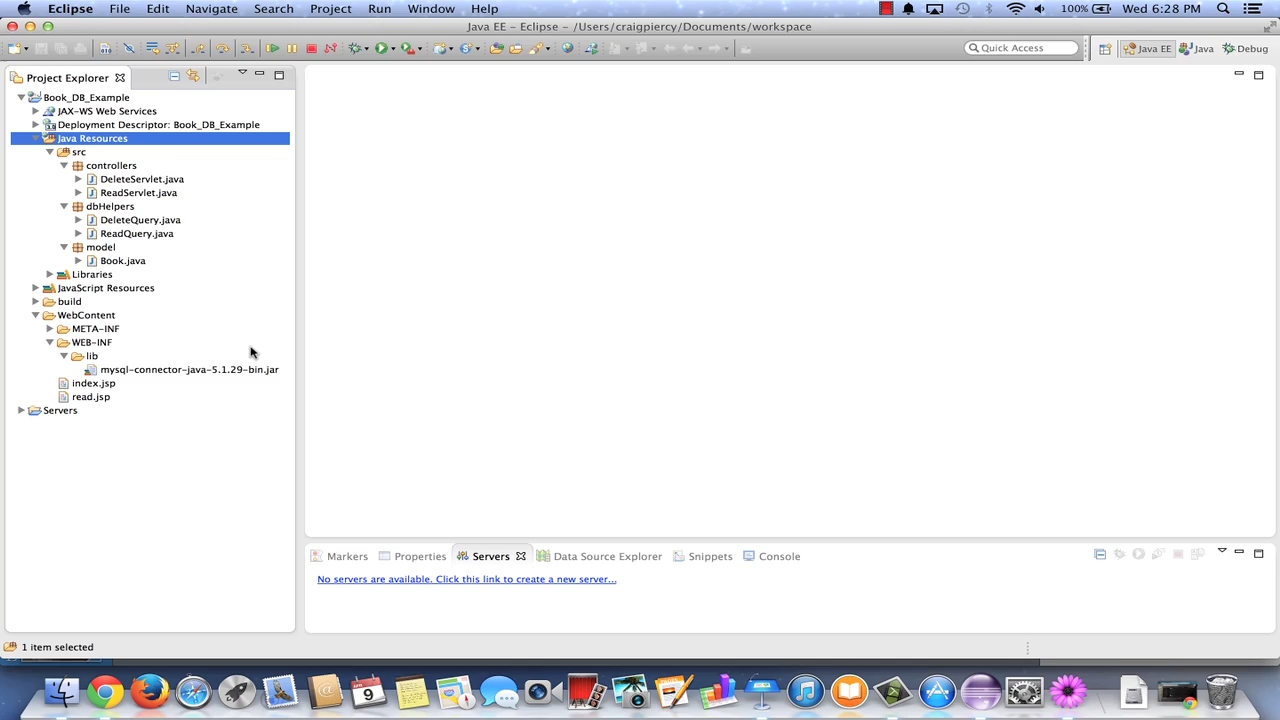 Eclipse File Edit Navigate Search Project Run Window Help 100% Wed 6:28 PM
Java EE - Eclipse - /Users/craigpiercy/Documents/workspace
Quick Access Java EE Java Debug
Project Explorer
Book_DB_Example
JAX-WS Web Services
Deployment Descriptor: Book_DB_Example
Java Resources
src
controllers
DeleteServlet.java
ReadServlet.java
dbHelpers
DeleteQuery.java
ReadQuery.java
model
Book.java
Libraries
JavaScript Resources
build
WebContent
META-INF
WEB-INF
lib
mysql-connector-java-5.1.29-bin.jar
index.jsp
read.jsp
Servers
Markers Properties Servers Data Source Explorer Snippets Console
No servers are available. Click this link to create a new server...
1 item selected
9